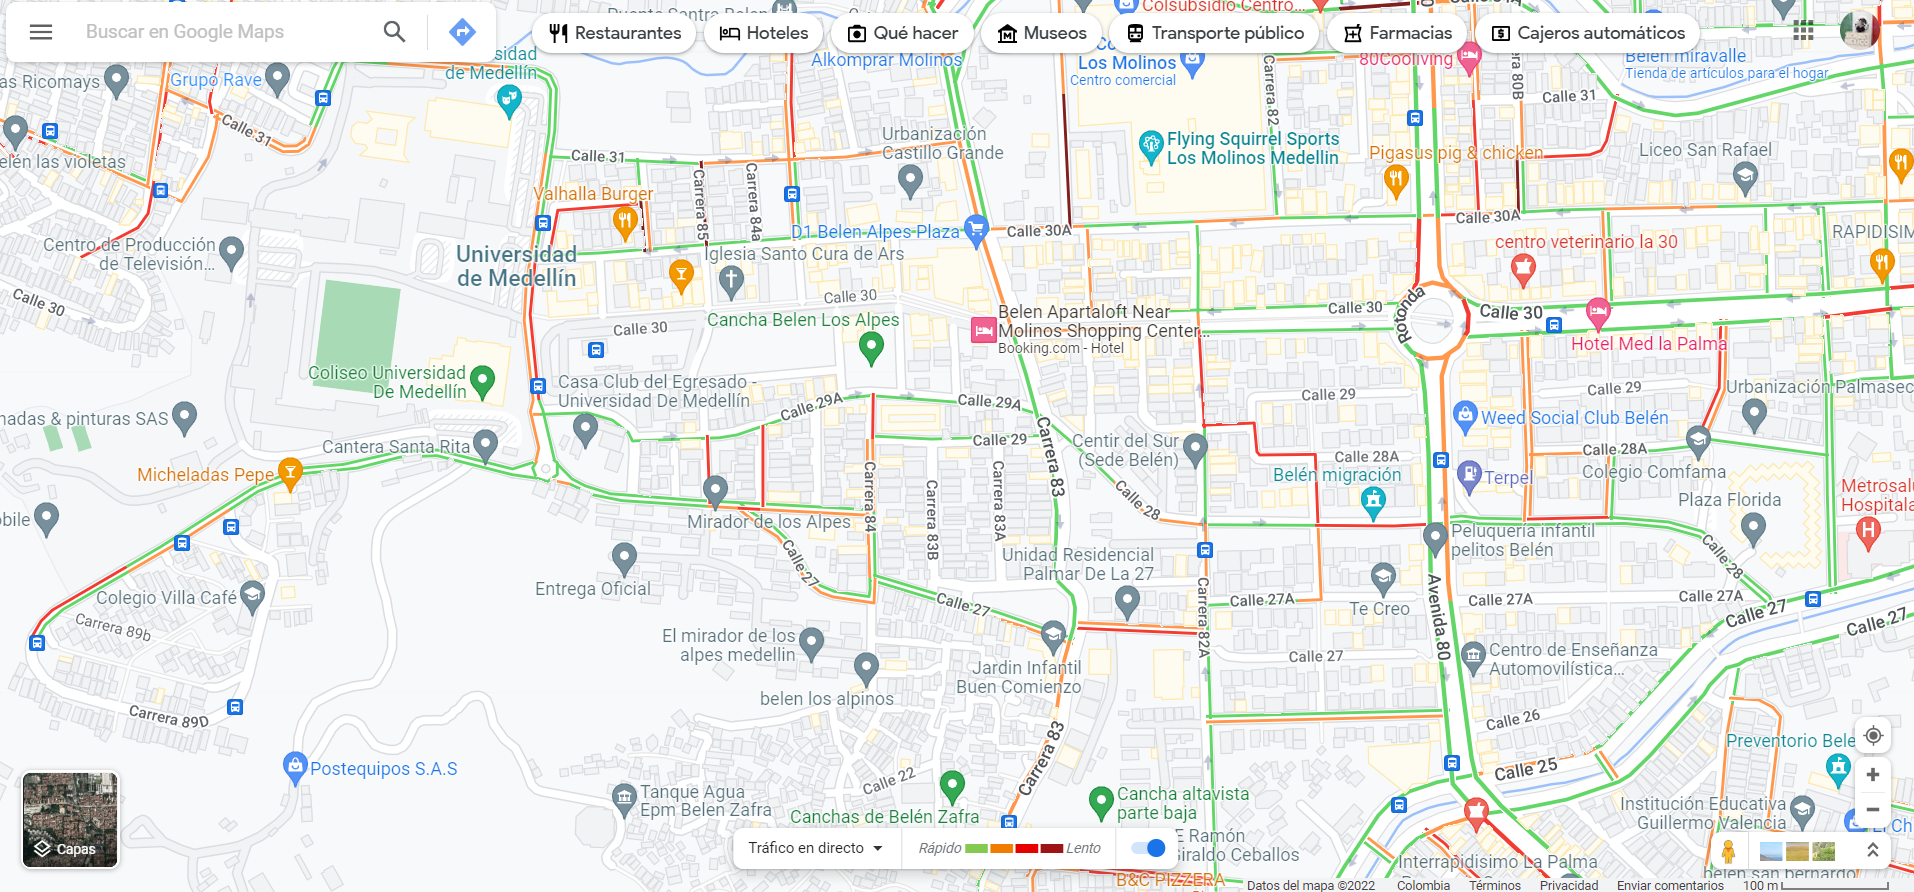 Buscar en Google Maps
Restaurantes
Hoteles
Qué hacer
Museos
Transporte público
Farmacias
Cajeros automáticos
Colsubsidio Centro...
as Ricomays
Grupo Rave
sidad
de Medellín
Alkomprar Molinos
Los Molinos
Centro comercial
80Cooliving
Carrera 80B
Belén miravalle
Tienda de artículos para el hogar
Calle 31
Calle 31
Carrera 82
Calle 31
Urbanización
Castillo Grande
Flying Squirrel Sports
Los Molinos Medellin
Pigasus pig & chicken
Liceo San Rafael
elén las violetas
Valhalla Burger
Carrera 85
Carrera 84a
Calle 30A
Calle 30A
D1 Belen Alpes Plaza
RAPIDISIM
Centro de Producción
de Televisión...
Universidad
de Medellín
Iglesia Santo Cura de Ars
centro veterinario la 30
Calle 30
Calle 30
Calle 30
Calle 30
Calle 30
Rotonda
Cancha Belen Los Alpes
Belen Apartaloft Near
Molinos Shopping Center...
Booking.com - Hotel
Hotel Med la Palma
Coliseo Universidad
De Medellín
Casa Club del Egresado -
Universidad De Medellín
Calle 29A
Calle 29A
Calle 29
Calle 29
Urbanización Palmasec
nadas & pinturas SAS
Weed Social Club Belén
Cantera Santa Rita
Calle 29
Carrera 83
Centir del Sur
(Sede Belén)
Calle 28A
Calle 28A
Colegio Comfama
Micheladas Pepe
Belén migración
Terpel
Metrosalu
Hospitala
Plaza Florida
Carrera 84
Carrera 83B
Carrera 83A
Calle 28
Mirador de los Alpes
obile
Peluquería infantil
pelitos Belén
Calle 28
Unidad Residencial
Palmar De La 27
Entrega Oficial
Calle 27
Colegio Villa Café
Calle 27
Carrera 82A
Calle 27A
Te Creo
Avenida 80
Calle 27A
Calle 27A
Calle 27
Calle 27
Carrera 89b
El mirador de los
alpes medellin
Jardin Infantil
Buen Comienzo
Calle 27
Centro de Enseñanza
Automovilística...
belen los alpinos
Carrera 89D
Carrera 83
Calle 26
Preventorio Bele
Postequipos S.A.S
Calle 22
Calle 25
Tanque Agua
Epm Belen Zafra
Canchas de Belén Zafra
Cancha altavista
parte baja
Institución Educativa
Guillermo Valencia
El Ch
Capas
Tráfico en directo
Rápido
Lento
E Ramón
Giraldo Ceballos
Interrapidisimo La Palma
belen san bernardo
B&C PIZZERIA
Datos del mapa ©2022
Colombia
Términos
Privacidad
Enviar comentarios
100 m